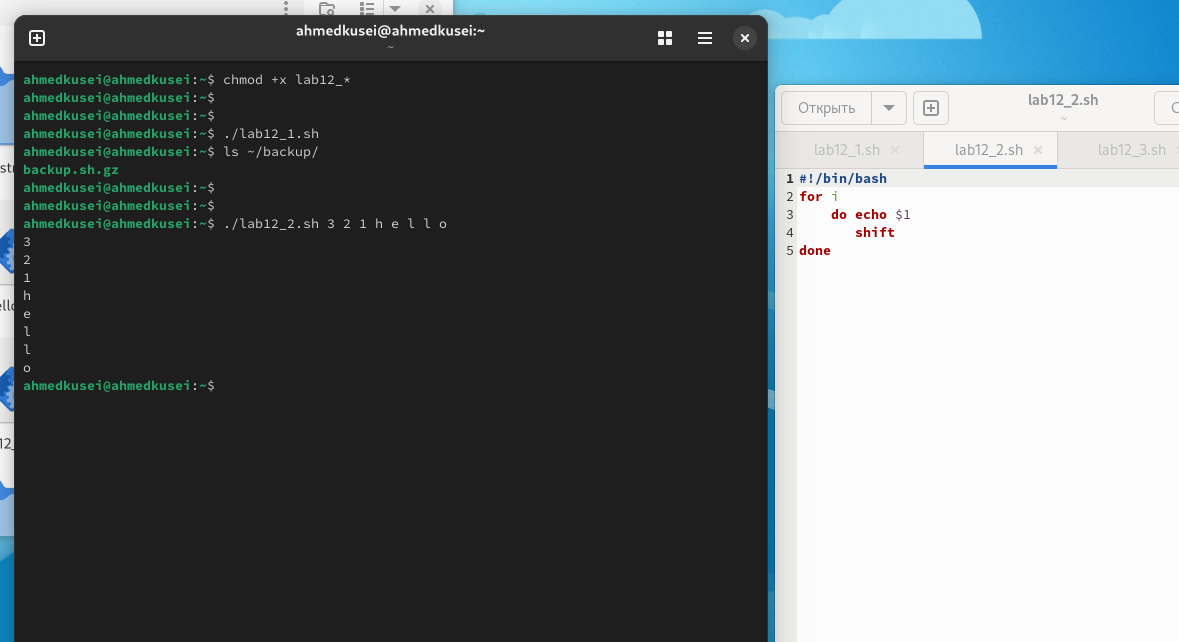 ahmedkusei@ahmedkusei:~
~
ahmedkusei@ahmedkusei:~$ chmod +x lab12_*
ahmedkusei@ahmedkusei:~$
ahmedkusei@ahmedkusei:~$
ahmedkusei@ahmedkusei:~$ ./lab12_1.sh
ahmedkusei@ahmedkusei:~$ ls ~/backup/
backup.sh.gz
ahmedkusei@ahmedkusei:~$
ahmedkusei@ahmedkusei:~$
ahmedkusei@ahmedkusei:~$ ./lab12_2.sh 3 2 1 h e l l o
3
2
1
h
e
l
l
o
ahmedkusei@ahmedkusei:~$
Открыть
lab12_2.sh
~
lab12_1.sh
lab12_2.sh
lab12_3.sh
1 #!/bin/bash
2 for i
3     do echo $1
4        shift
5 done